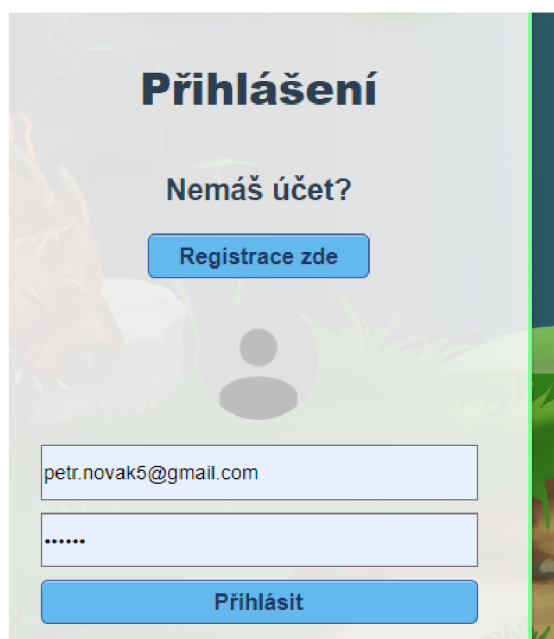 Přihlášení
Nemáš účet?
Registrace zde
petr.novak5@gmail.com
••••••
Přihlásit